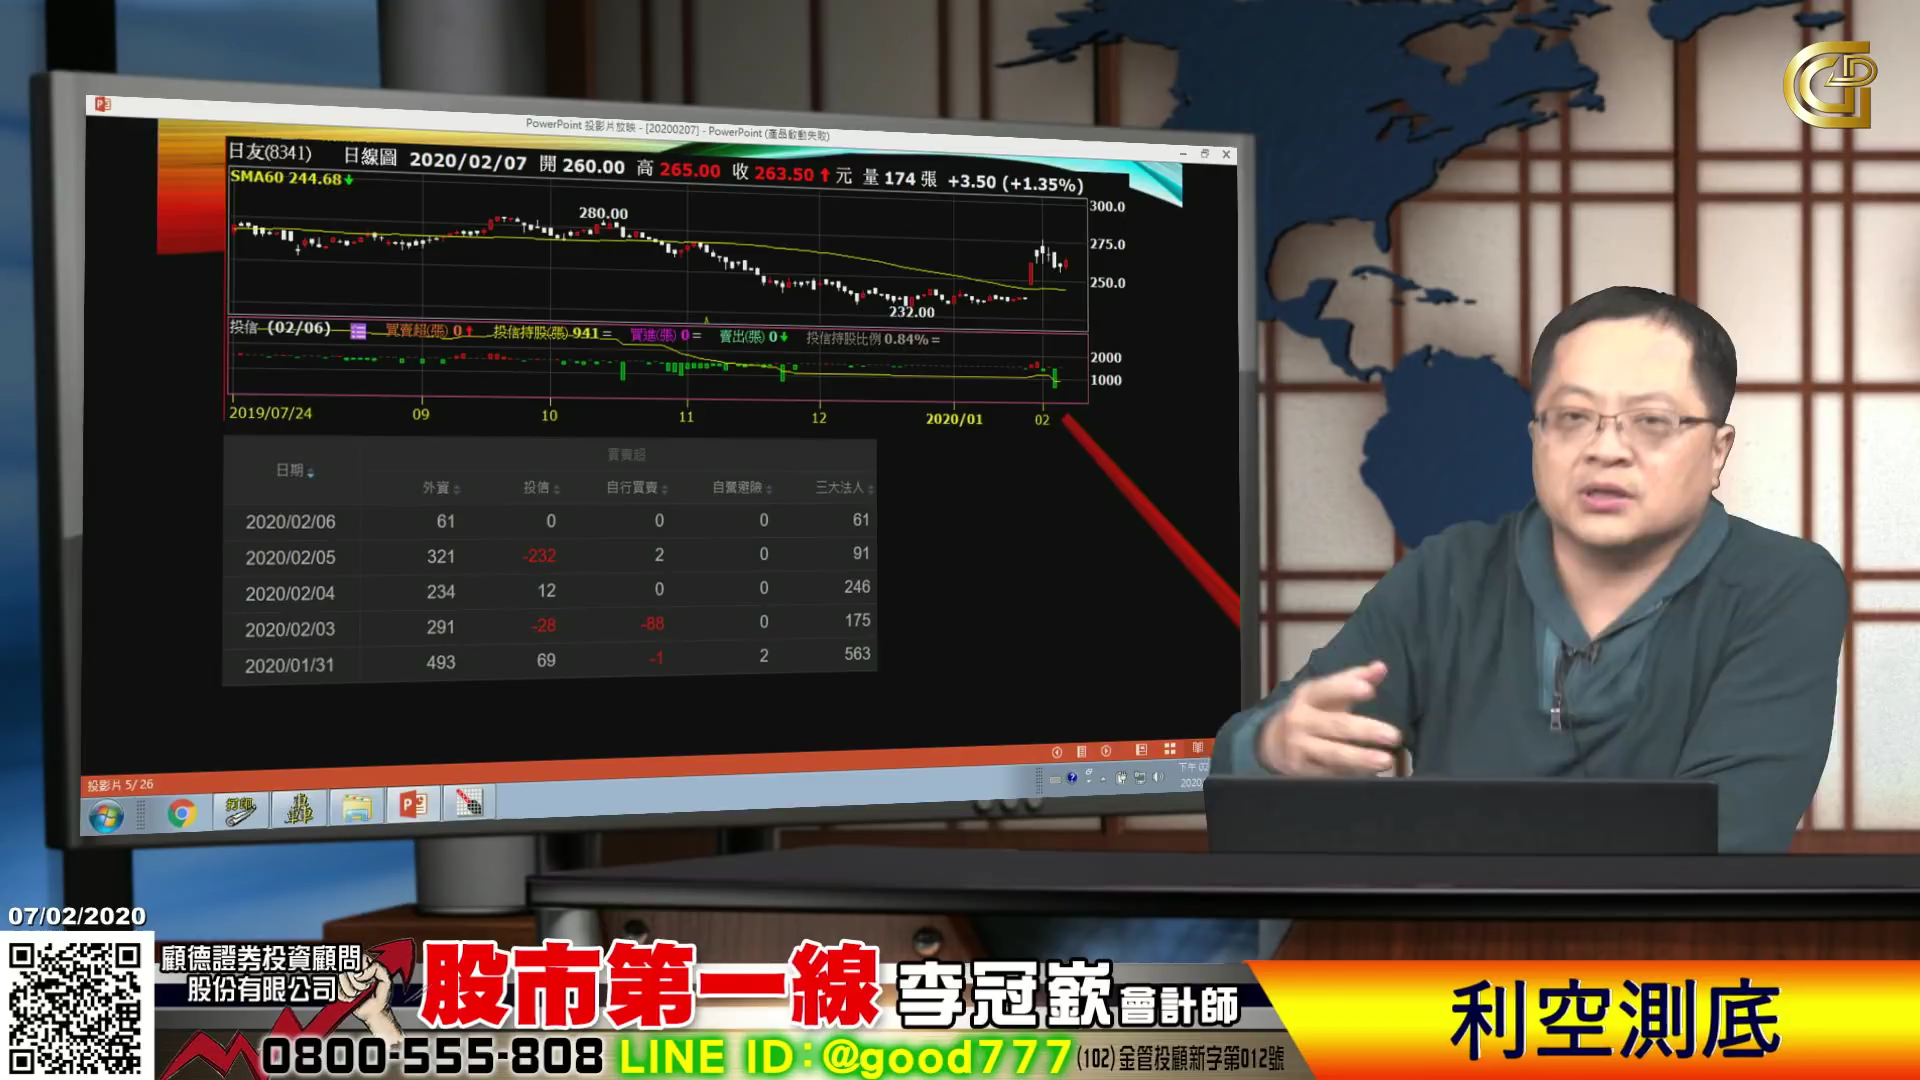 PowerPoint 投影片放映 - [20200207] - PowerPoint (產品啟動失敗)
日友(8341) 日線圖 2020/02/07 開 260.00 高 265.00 收 263.50 元 量 174 張 +3.50 (+1.35%)
SMA60 244.68
300.0
280.00
275.0
250.0
232.00
投信 (02/06) 買賣超(張) 0 投信持股(張) 941 = 買進(張) 0 = 賣出(張) 0 投信持股比例 0.84% =
2000
1000
2019/07/24 09 10 11 12 2020/01 02
買賣超
日期 外資 投信 自行買賣 自營避險 三大法人
2020/02/06 61 0 0 0 61
2020/02/05 321 -232 2 0 91
2020/02/04 234 12 0 0 246
2020/02/03 291 -28 -88 0 175
2020/01/31 493 69 -1 2 563
投影片 5/26
07/02/2020
顧德證券投資顧問
股份有限公司
股市第一線 李冠嶔 會計師
0800-555-808 LINE ID:@good777 (102)金管投顧新字第012號
利空測底